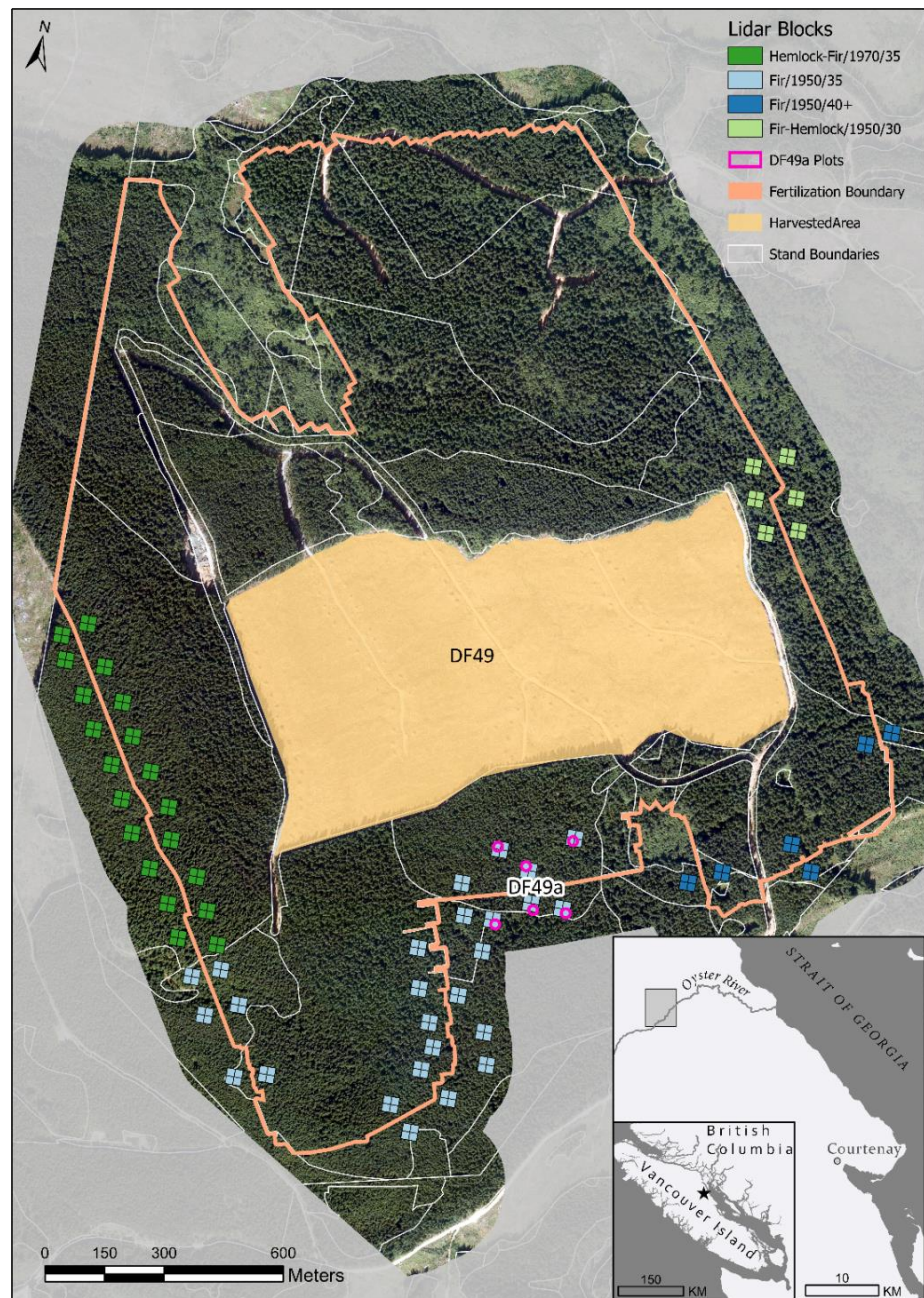 N
Lidar Blocks
Hemlock-Fir/1970/35
Fir/1950/35
Fir/1950/40+
Fir-Hemlock/1950/30
DF49a Plots
Fertilization Boundary
HarvestedArea
Stand Boundaries
DF49
DF49a
Oyster River
STRAIT OF GEORGIA
Courtenay
British
Columbia
Vancouver Island
0 150 300 600
Meters
150
KM
10
KM